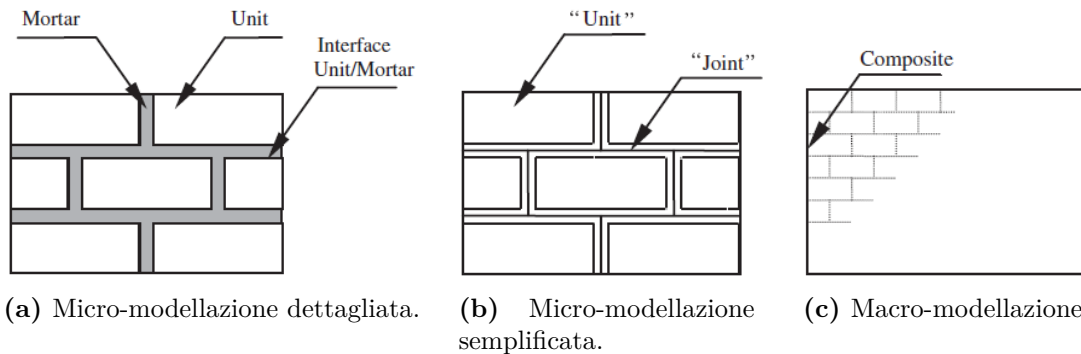 Mortar
Unit
Interface
Unit/Mortar
“Unit”
“Joint”
Composite
(a) Micro-modellazione dettagliata.
(b) Micro-modellazione
semplificata.
(c) Macro-modellazione